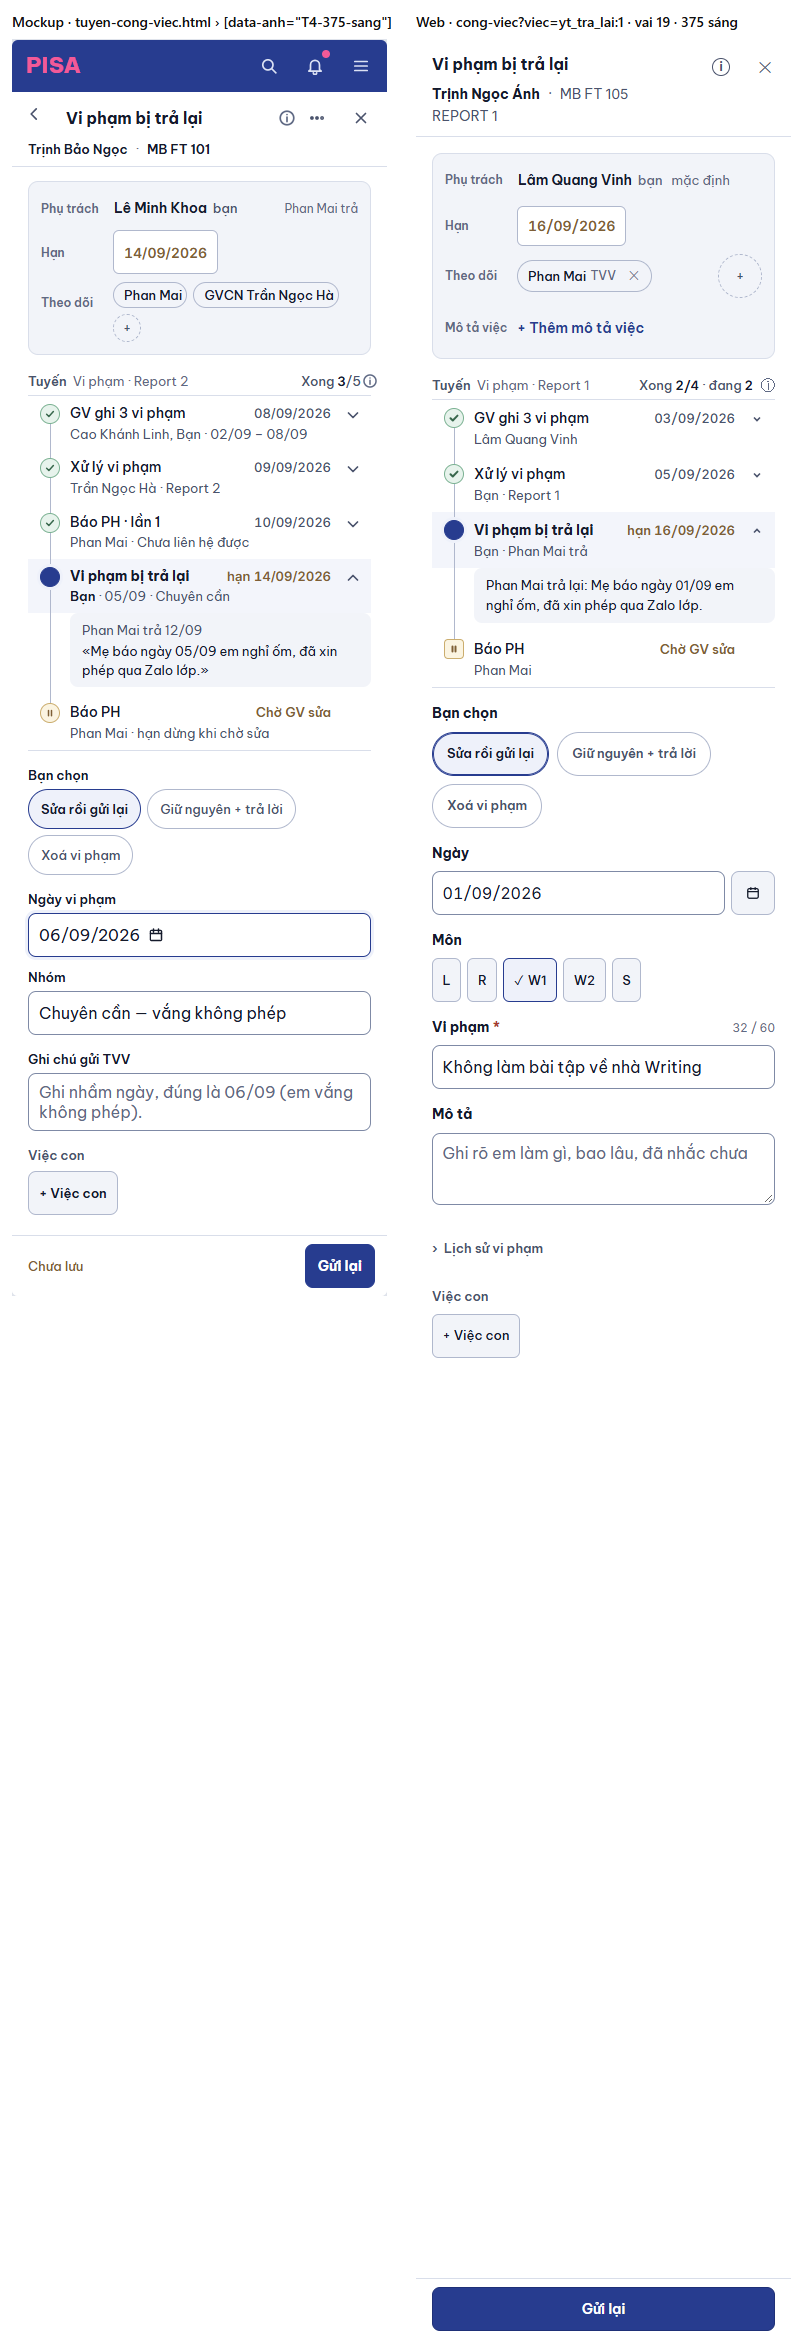 Mockup · tuyen-cong-viec.html › [data-anh="T4-375-sang"]
PISA
Vi phạm bị trả lại
Trịnh Bảo Ngọc · MB FT 101
Phụ trách Lê Minh Khoa bạn Phan Mai trả
Hạn 14/09/2026
Theo dõi Phan Mai GVCN Trần Ngọc Hà
+
Tuyến Vi phạm · Report 2 Xong 3/5
GV ghi 3 vi phạm 08/09/2026
Cao Khánh Linh, Bạn · 02/09 – 08/09
Xử lý vi phạm 09/09/2026
Trần Ngọc Hà · Report 2
Báo PH · lần 1 10/09/2026
Phan Mai · Chưa liên hệ được
Vi phạm bị trả lại hạn 14/09/2026
Bạn · 05/09 · Chuyên cần
Phan Mai trả 12/09
«Mẹ báo ngày 05/09 em nghỉ ốm, đã xin
phép qua Zalo lớp.»
Báo PH Chờ GV sửa
Phan Mai · hạn dừng khi chờ sửa
Bạn chọn
Sửa rồi gửi lại Giữ nguyên + trả lời
Xoá vi phạm
Ngày vi phạm
06/09/2026
Nhóm
Chuyên cần — vắng không phép
Ghi chú gửi TVV
Ghi nhầm ngày, đúng là 06/09 (em vắng
không phép).
Việc con
+ Việc con
Chưa lưu Gửi lại
Web · cong-viec?viec=yt_tra_lai:1 · vai 19 · 375 sáng
Vi phạm bị trả lại
Trịnh Ngọc Ánh · MB FT 105
REPORT 1
Phụ trách Lâm Quang Vinh bạn mặc định
Hạn 16/09/2026
Theo dõi Phan Mai TVV +
Mô tả việc + Thêm mô tả việc
Tuyến Vi phạm · Report 1 Xong 2/4 · đang 2
GV ghi 3 vi phạm 03/09/2026
Lâm Quang Vinh
Xử lý vi phạm 05/09/2026
Bạn · Report 1
Vi phạm bị trả lại hạn 16/09/2026
Bạn · Phan Mai trả
Phan Mai trả lại: Mẹ báo ngày 01/09 em
nghỉ ốm, đã xin phép qua Zalo lớp.
Báo PH Chờ GV sửa
Phan Mai
Bạn chọn
Sửa rồi gửi lại Giữ nguyên + trả lời
Xoá vi phạm
Ngày
01/09/2026
Môn
L R ✓ W1 W2 S
Vi phạm * 32 / 60
Không làm bài tập về nhà Writing
Mô tả
Ghi rõ em làm gì, bao lâu, đã nhắc chưa
› Lịch sử vi phạm
Việc con
+ Việc con
Gửi lại